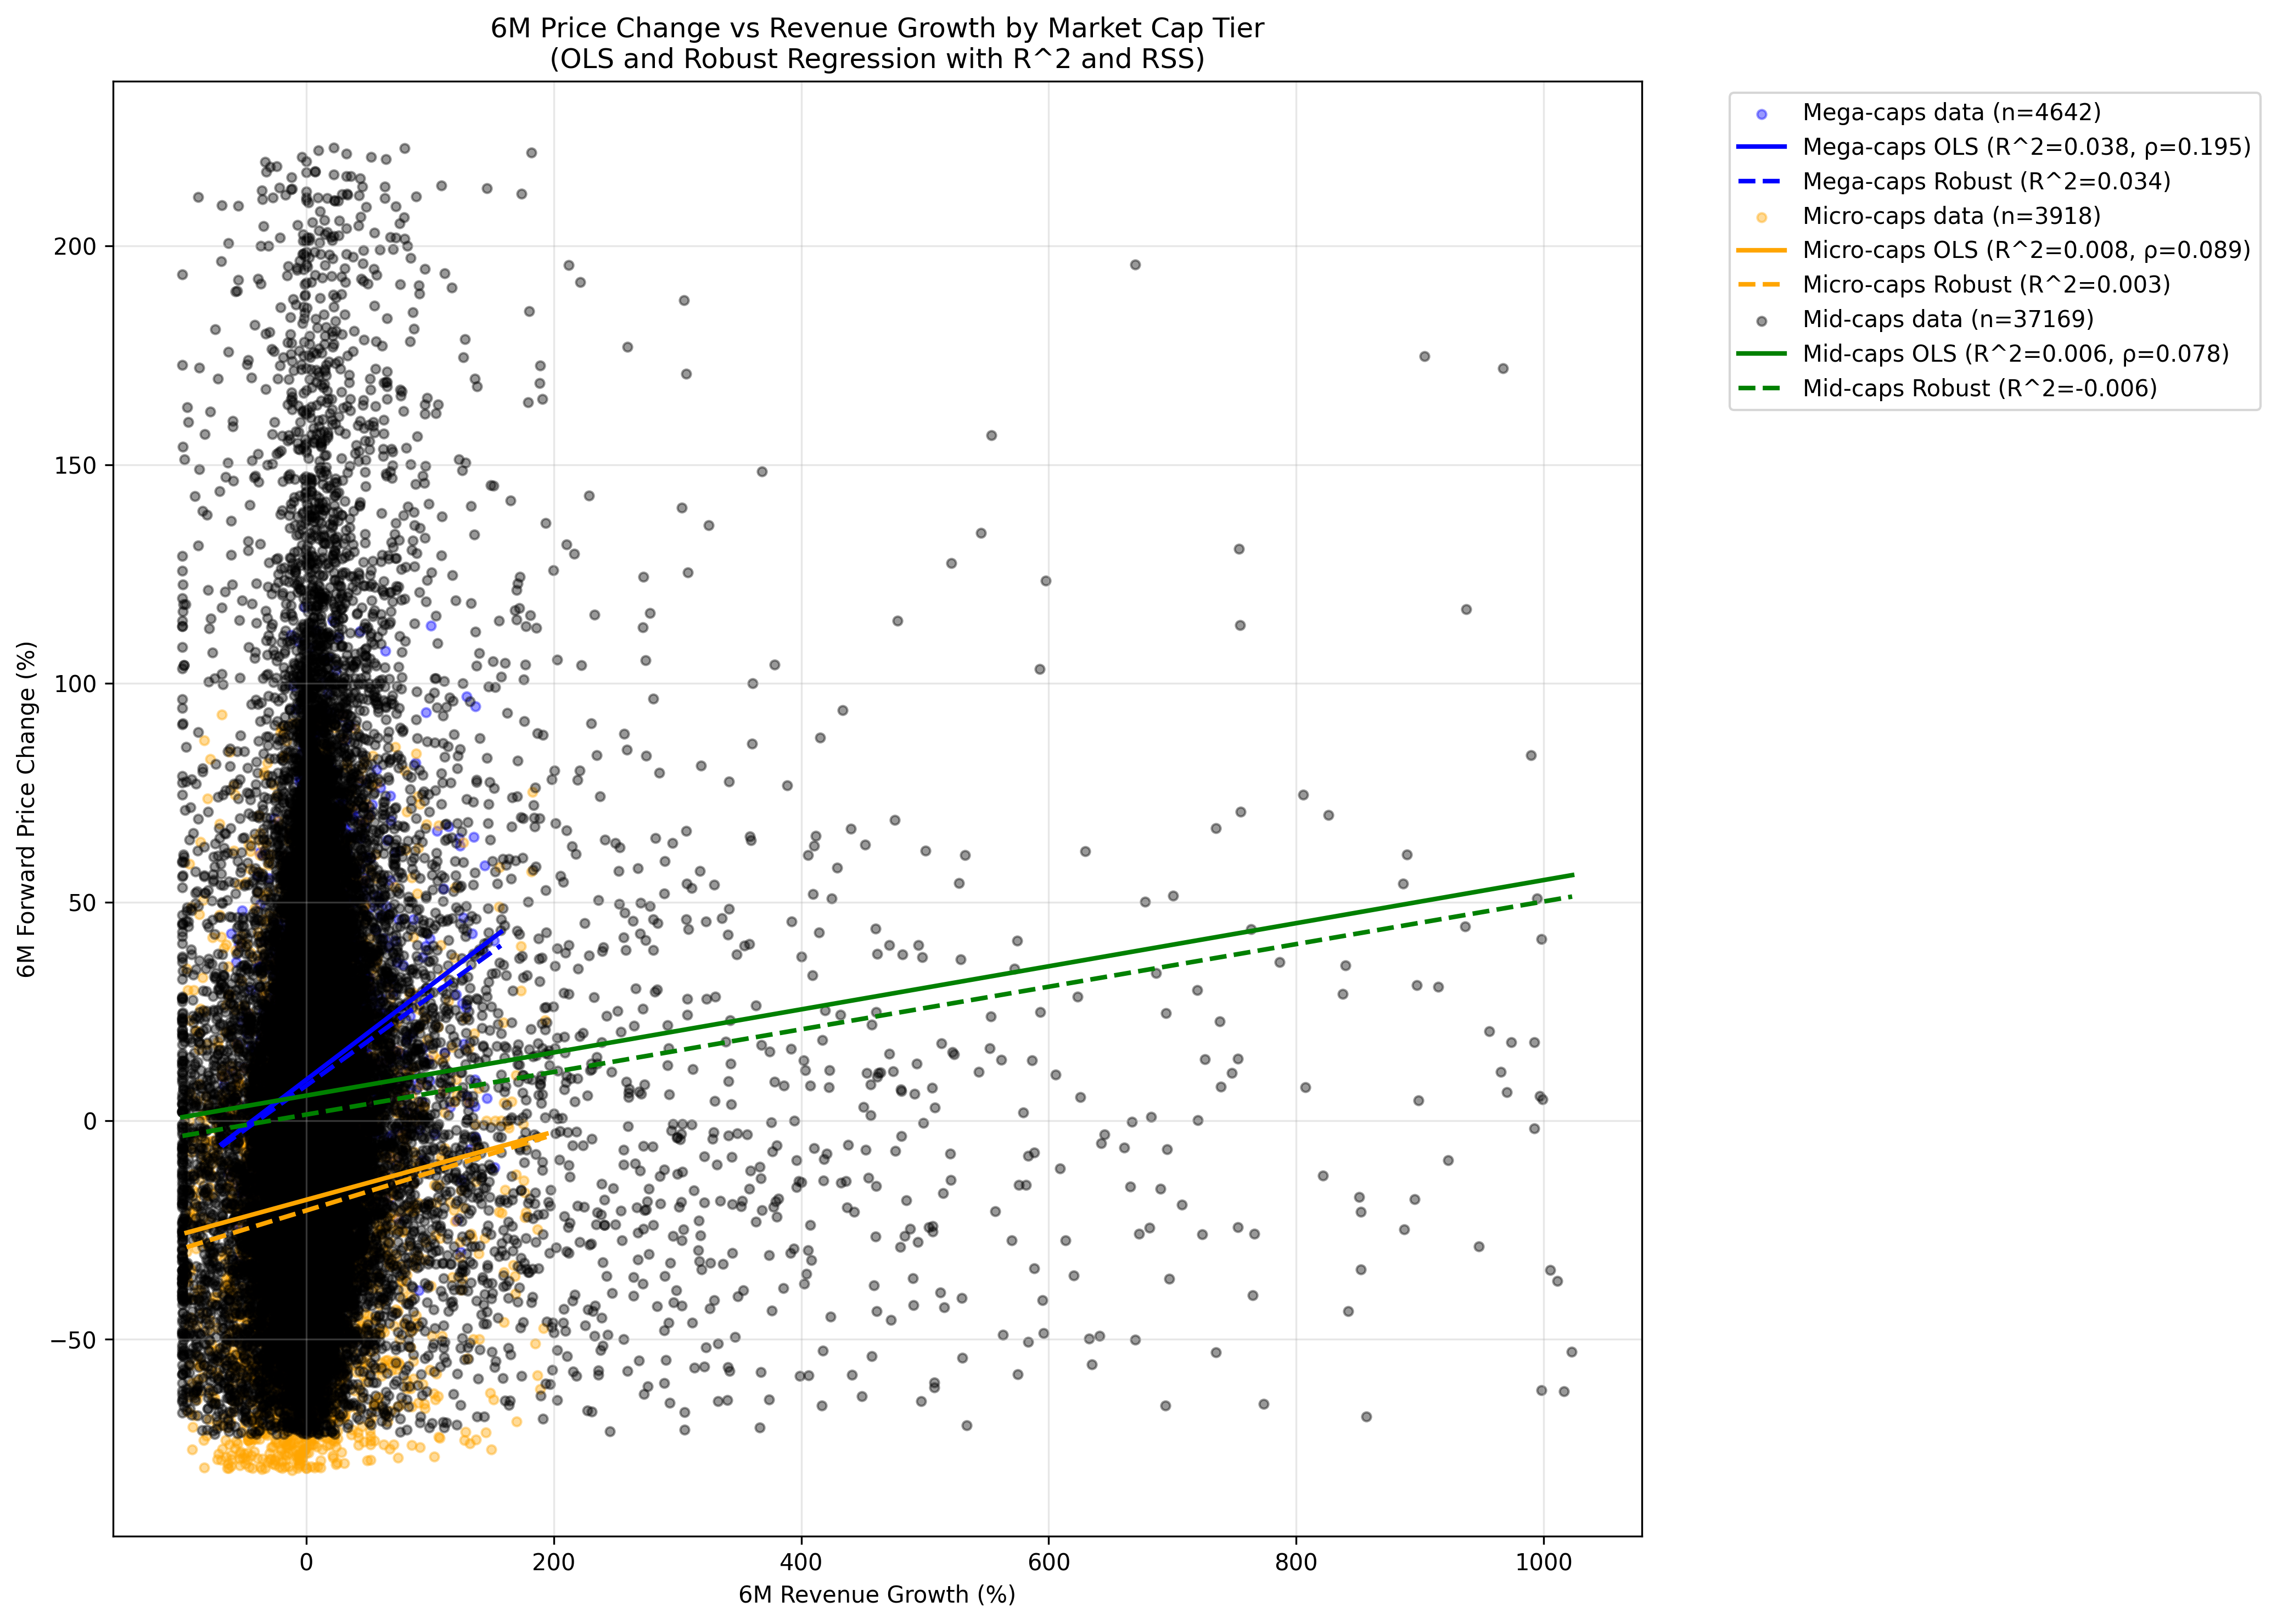 6M Price Change vs Revenue Growth by Market Cap Tier
(OLS and Robust Regression with R^2 and RSS)
Mega-caps data (n=4642)
Mega-caps OLS (R^2=0.038, ρ=0.195)
Mega-caps Robust (R^2=0.034)
Micro-caps data (n=3918)
Micro-caps OLS (R^2=0.008, ρ=0.089)
Micro-caps Robust (R^2=0.003)
Mid-caps data (n=37169)
Mid-caps OLS (R^2=0.006, ρ=0.078)
Mid-caps Robust (R^2=-0.006)
6M Forward Price Change (%)
200
150
100
50
0
−50
0 200 400 600 800 1000
6M Revenue Growth (%)